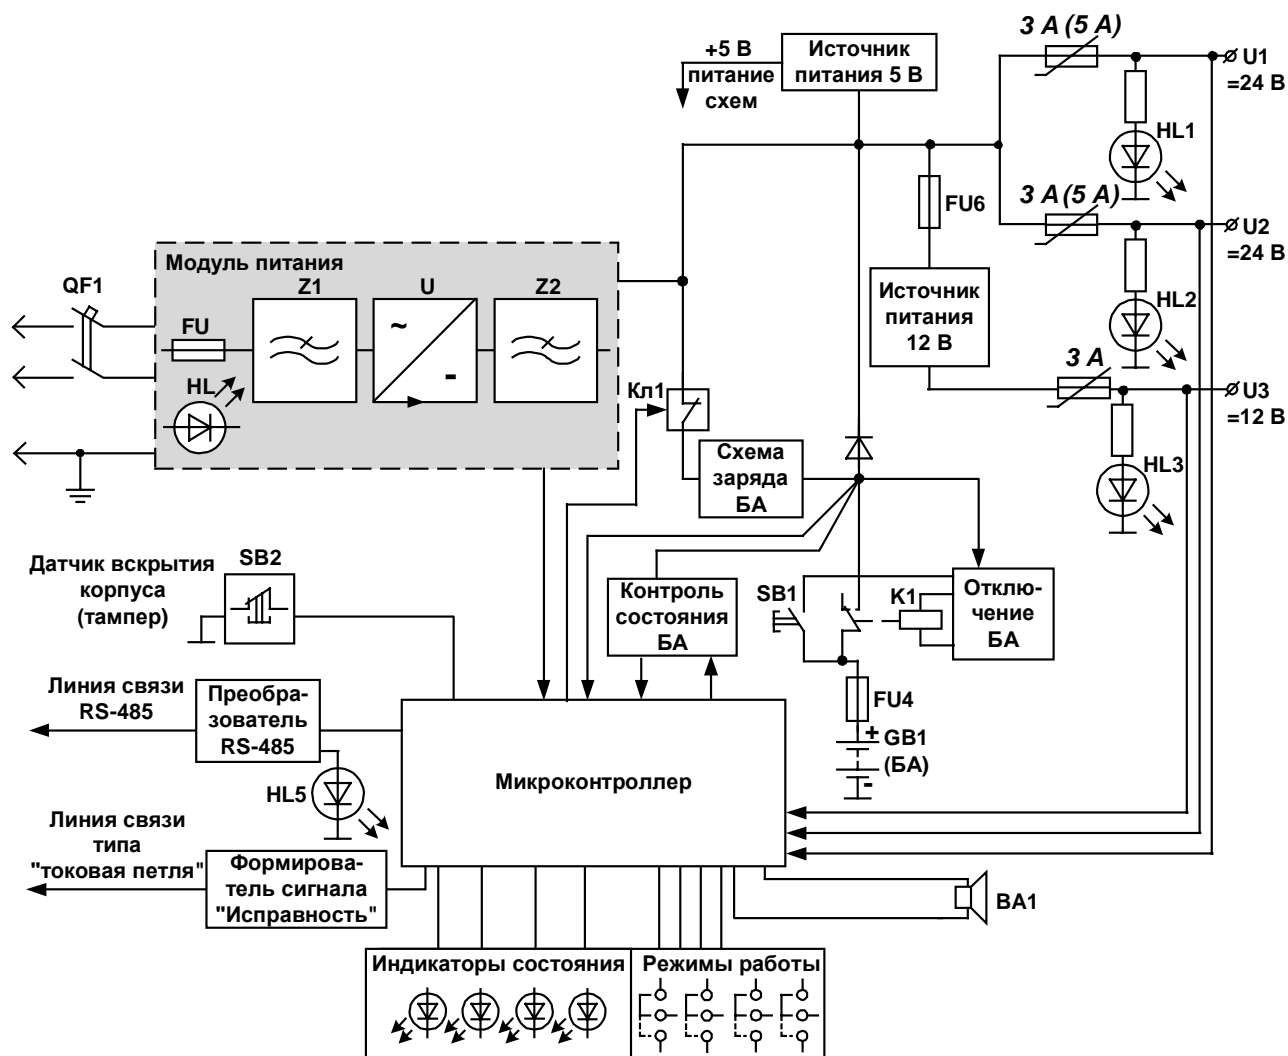 3 А (5 А)
+5 В
питание
схем
Источник
питания 5 В
U1
=24 В
HL1
3 А (5 А)
FU6
U2
=24 В
Модуль питания
QF1
Z1
U
Z2
FU
~
-
HL
Источник
питания
12 В
HL2
3 А
Кл1
U3
=12 В
Схема
заряда
БА
HL3
Датчик вскрытия
корпуса
(тампер)
SB2
Контроль
состояния
БА
SB1
K1
Отклю-
чение
БА
Линия связи
RS-485
Преобра-
зователь
RS-485
FU4
+
GB1
(БА)
-
Микроконтроллер
HL5
Линия связи
типа
"токовая петля"
Формирова-
тель сигнала
"Исправность"
BA1
Индикаторы состояния
Режимы работы